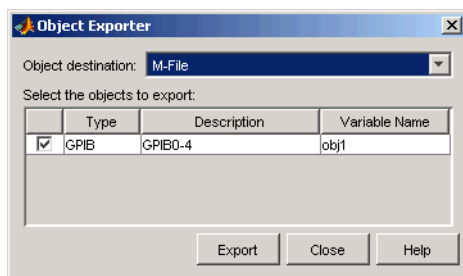 Object Exporter
Object destination: M-File
Select the objects to export:
Type Description Variable Name
GPIB GPIB0-4 obj1
Export Close Help